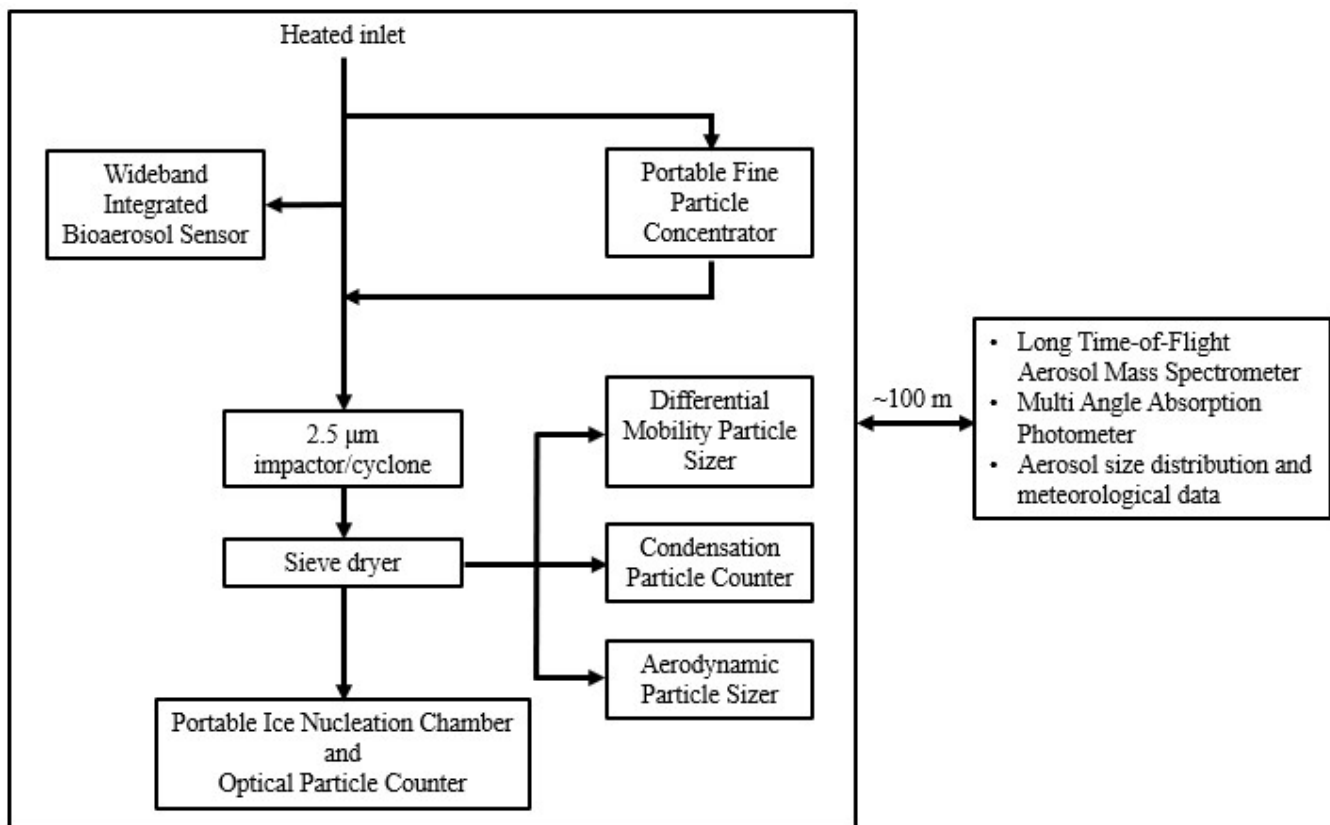 Heated inlet
Wideband
Integrated
Bioaerosol Sensor
Portable Fine
Particle
Concentrator
2.5 μm
impactor/cyclone
Sieve dryer
Differential
Mobility Particle
Sizer
Condensation
Particle Counter
Aerodynamic
Particle Sizer
Portable Ice Nucleation Chamber
and
Optical Particle Counter
~100 m
• Long Time-of-Flight
Aerosol Mass Spectrometer
• Multi Angle Absorption
Photometer
• Aerosol size distribution and
meteorological data